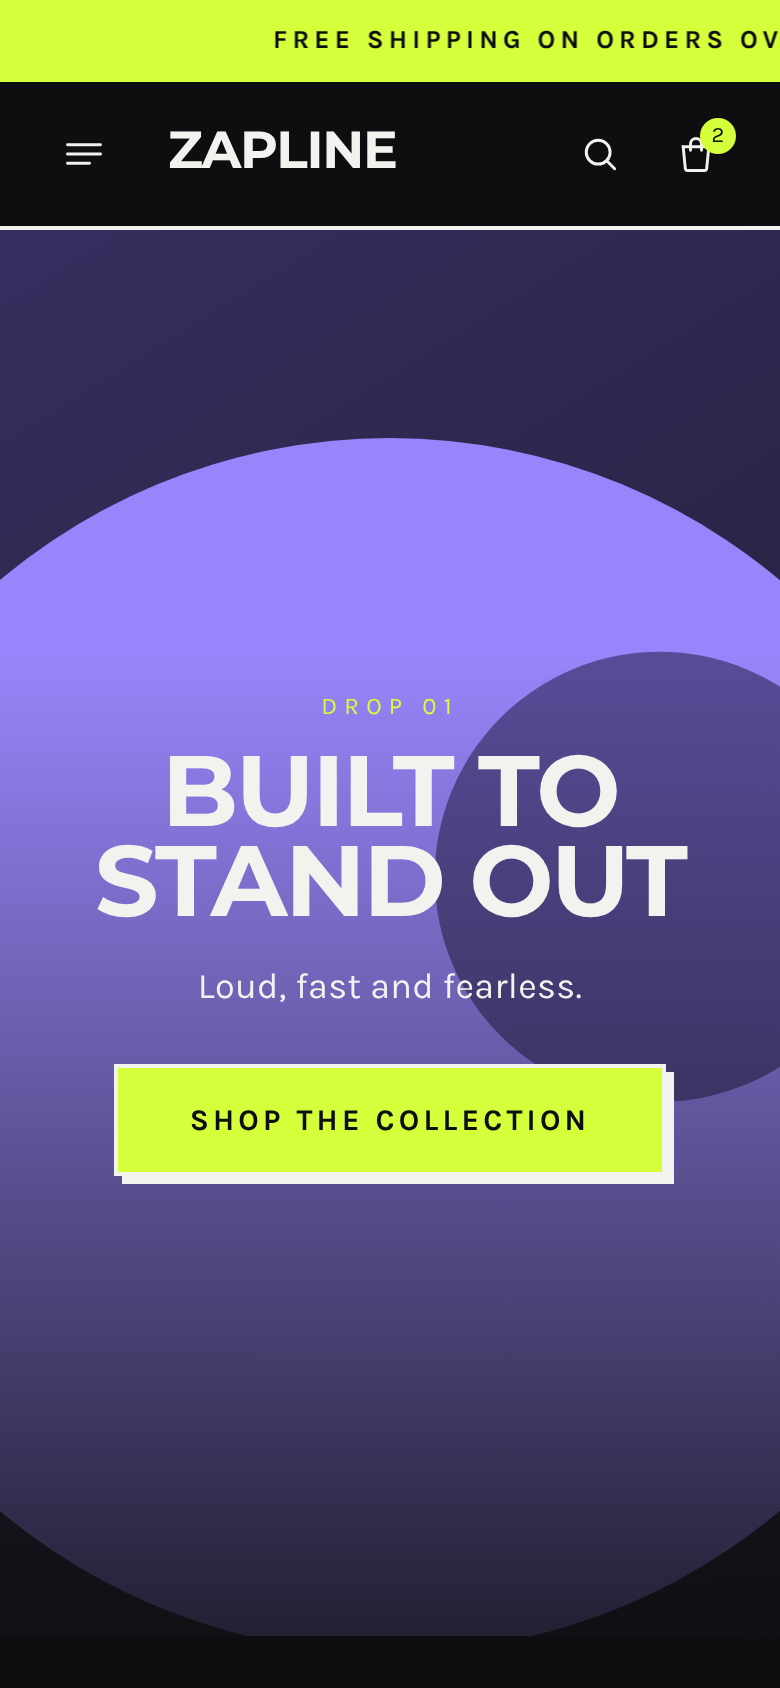 FREE SHIPPING ON ORDERS
ZAPLINE
2
DROP 01
BUILT TO
STAND OUT
Loud, fast and fearless.
SHOP THE COLLECTION